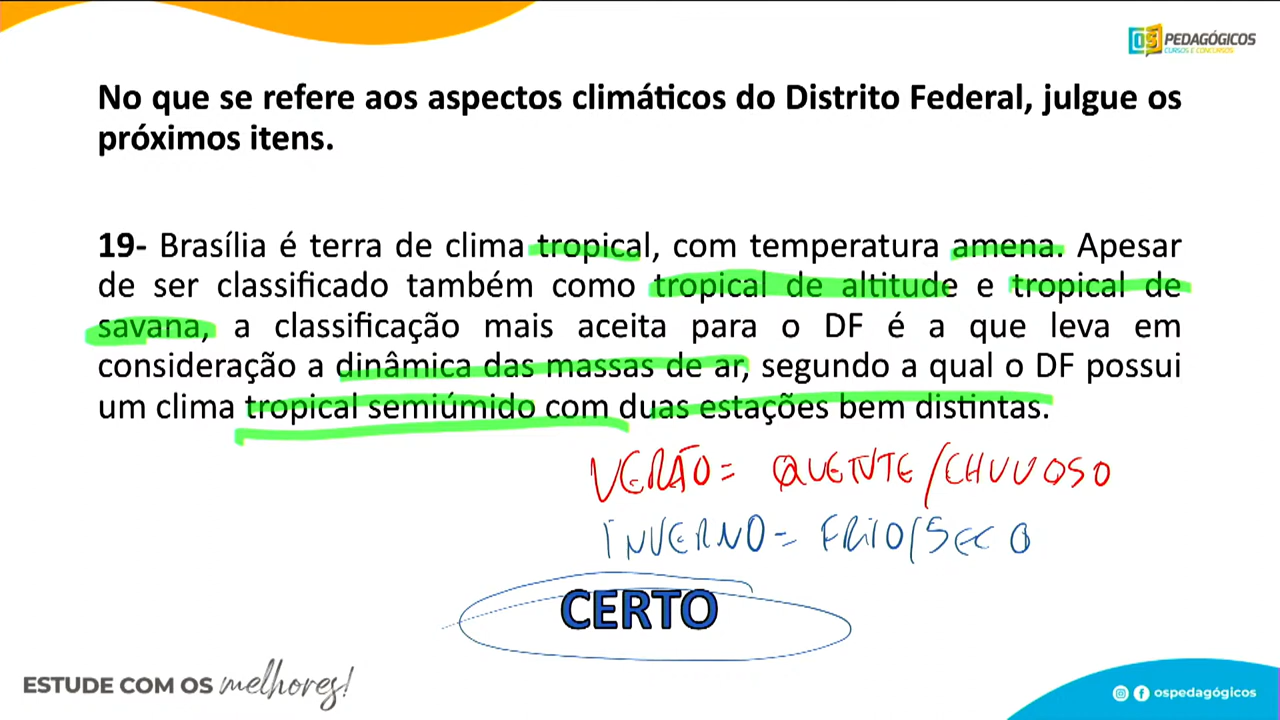 OS PEDAGÓGICOS
CURSOS E CONCURSOS
No que se refere aos aspectos climáticos do Distrito Federal, julgue os
próximos itens.
19- Brasília é terra de clima tropical, com temperatura amena. Apesar
de ser classificado também como tropical de altitude e tropical de
savana, a classificação mais aceita para o DF é a que leva em
consideração a dinâmica das massas de ar, segundo a qual o DF possui
um clima tropical semiúmido com duas estações bem distintas.
VERÃO = QUENTE/CHUVOSO
INVERNO = FRIO/SECO
CERTO
ESTUDE COM OS melhores!
ospedagógicos